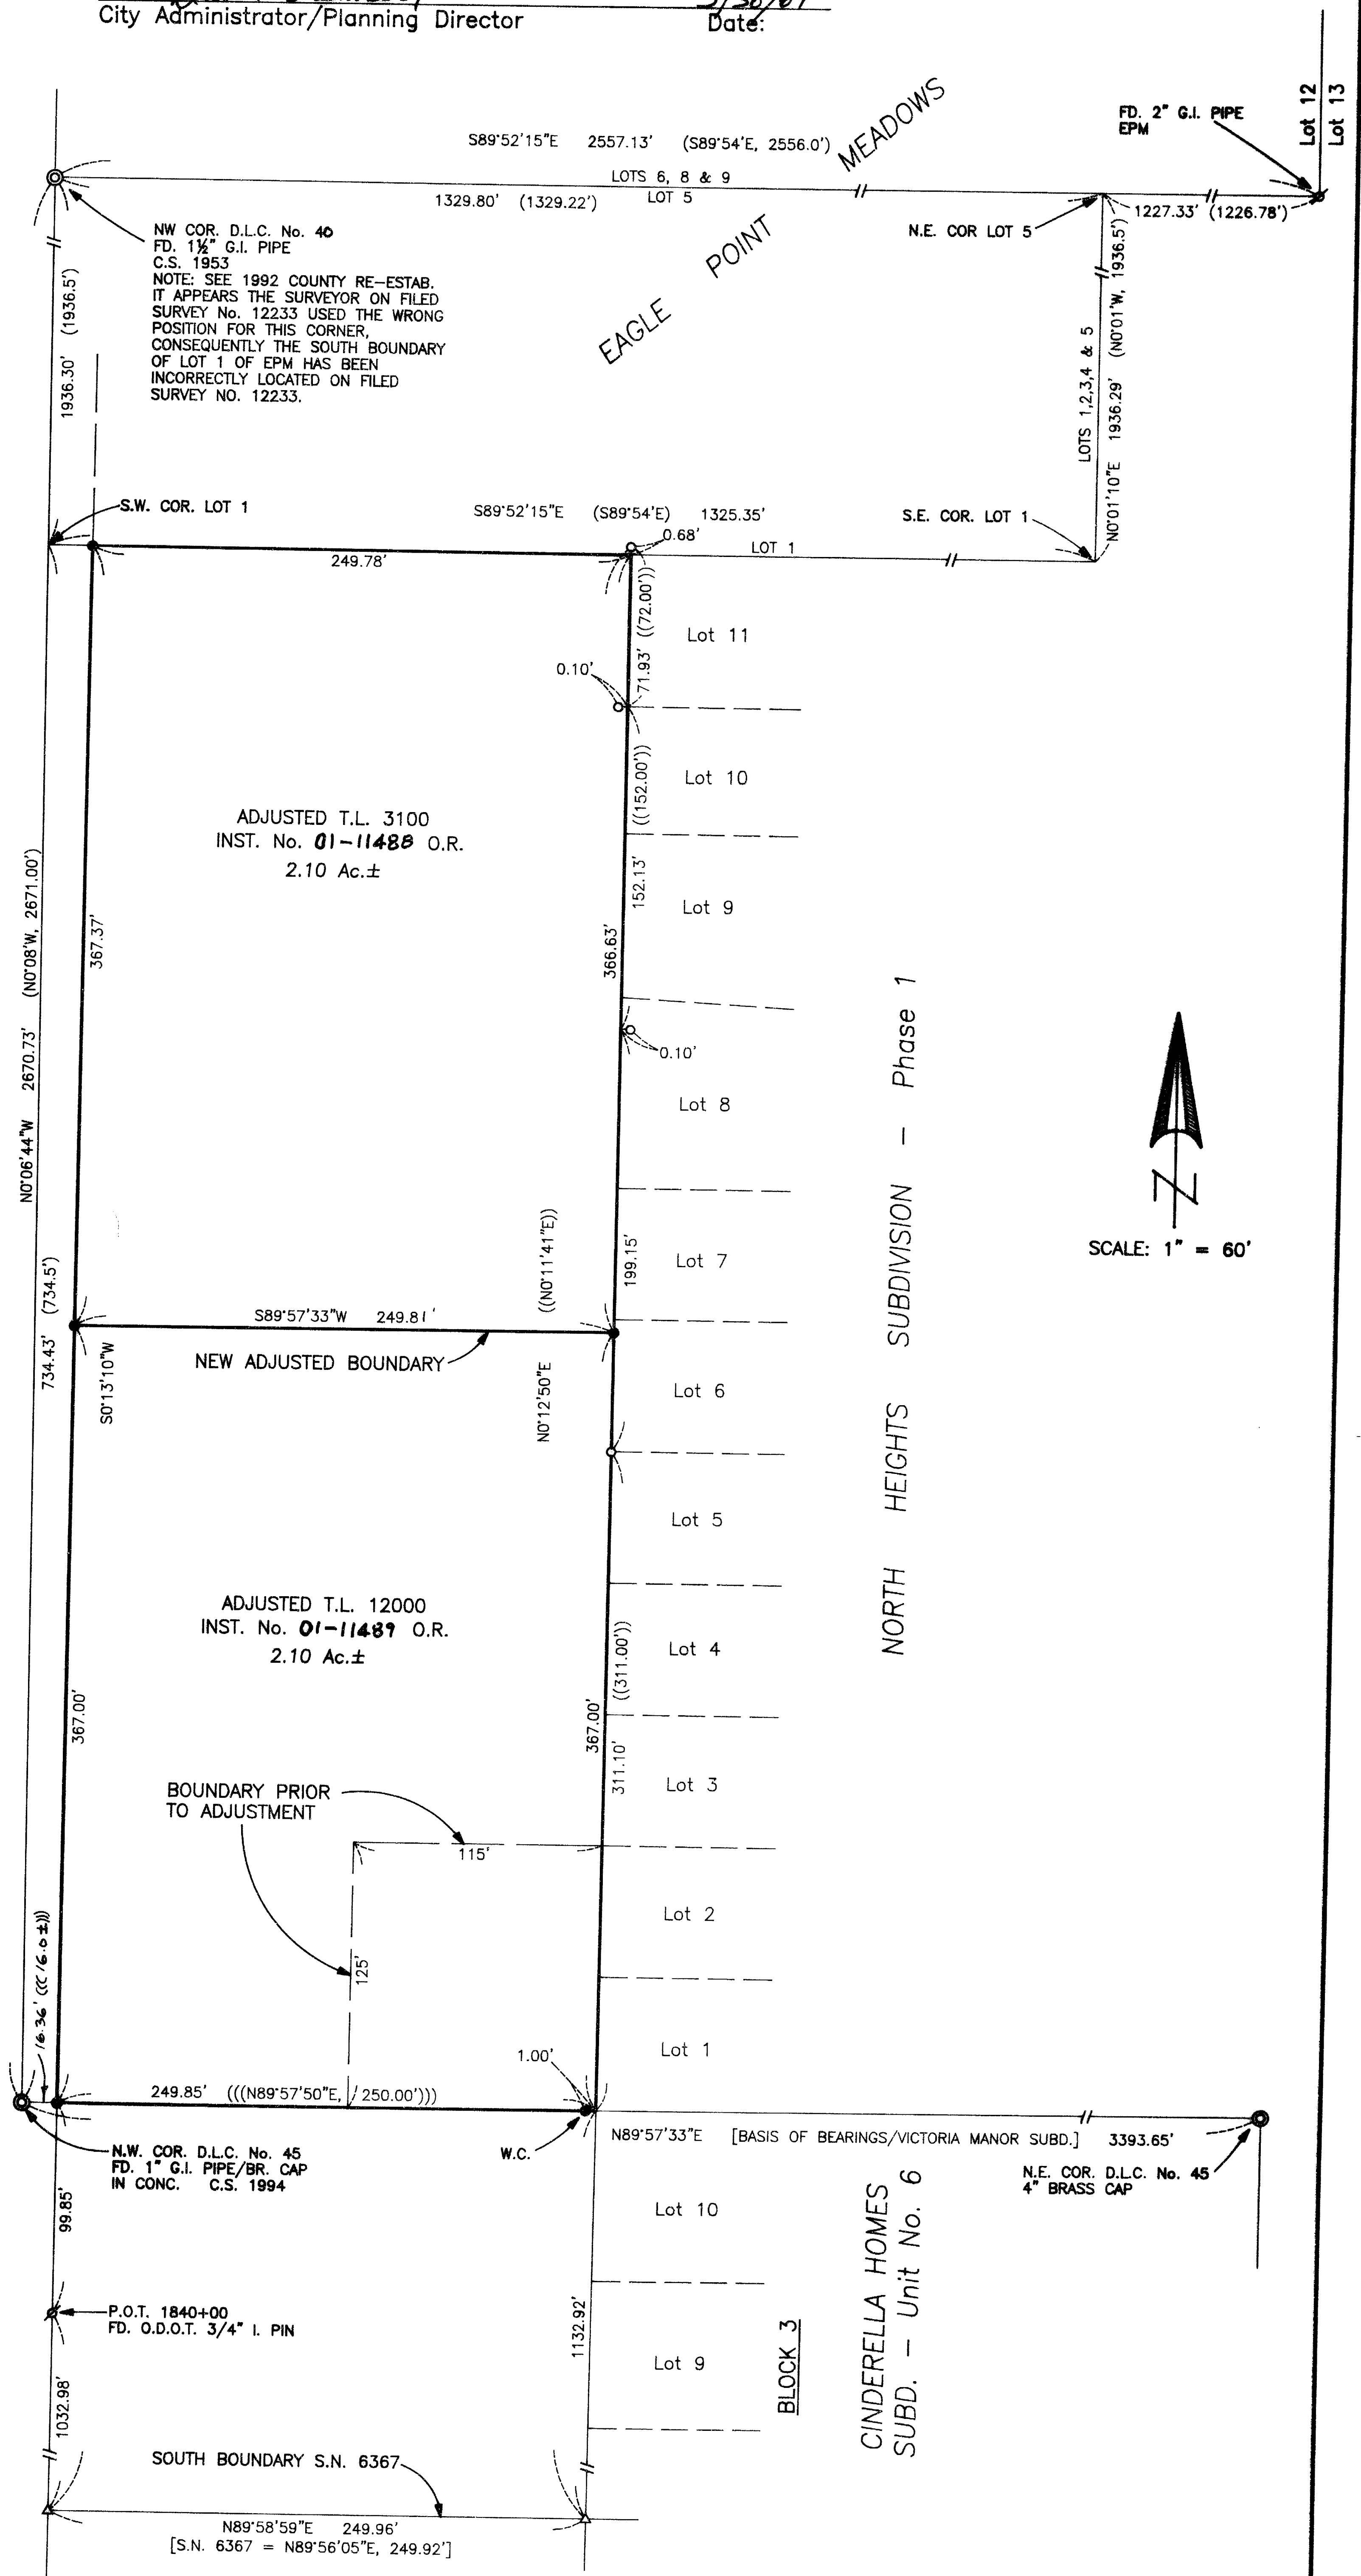 City Administrator/Planning Director
Date:
MEADOWS
S89°52'15"E 2557.13' (S89°54'E, 2556.0')
FD. 2" G.I. PIPE
EPM
Lot 12
Lot 13
LOTS 6, 8 & 9
1329.80' (1329.22')
LOT 5
1227.33' (1226.78')
N.E. COR LOT 5
NW COR. D.L.C. No. 40
FD. 1½" G.I. PIPE
C.S. 1953
NOTE: SEE 1992 COUNTY RE-ESTAB.
IT APPEARS THE SURVEYOR ON FILED
SURVEY No. 12233 USED THE WRONG
POSITION FOR THIS CORNER,
CONSEQUENTLY THE SOUTH BOUNDARY
OF LOT 1 OF EPM HAS BEEN
INCORRECTLY LOCATED ON FILED
SURVEY NO. 12233.
POINT
EAGLE
1936.30' (1936.5')
LOTS 1,2,3,4 & 5
N0°01'10"E 1936.29' (N0°01'W, 1936.5')
S.W. COR. LOT 1
S89°52'15"E (S89°54'E) 1325.35'
S.E. COR. LOT 1
0.68'
LOT 1
249.78'
71.93' ((72.00'))
Lot 11
0.10'
((152.00'))
Lot 10
ADJUSTED T.L. 3100
INST. No. 01-11488 O.R.
2.10 Ac.±
152.13'
Lot 9
367.37'
366.63'
N0°06'44"W 2670.73' (N0°08'W, 2671.00')
0.10'
Lot 8
NORTH HEIGHTS SUBDIVISION - Phase 1
Z
SCALE: 1" = 60'
((N0°11'41"E))
199.15'
Lot 7
734.43' (734.5')
S89°57'33"W 249.81'
NEW ADJUSTED BOUNDARY
S0°13'10"W
N0°12'50"E
Lot 6
Lot 5
ADJUSTED T.L. 12000
INST. No. 01-11489 O.R.
2.10 Ac.±
((311.00'))
Lot 4
367.00'
367.00'
311.10'
Lot 3
BOUNDARY PRIOR
TO ADJUSTMENT
115'
Lot 2
125'
16.36' (((16.0±)))
1.00'
Lot 1
249.85' (((N89°57'50"E, 250.00')))
N89°57'33"E [BASIS OF BEARINGS/VICTORIA MANOR SUBD.] 3393.65'
W.C.
N.W. COR. D.L.C. No. 45
FD. 1" G.I. PIPE/BR. CAP
IN CONC. C.S. 1994
N.E. COR. D.L.C. No. 45
4" BRASS CAP
99.85'
Lot 10
P.O.T. 1840+00
FD. O.D.O.T. 3/4" I. PIN
1132.92'
Lot 9
BLOCK 3
CINDERELLA HOMES
SUBD. - Unit No. 6
1032.98'
SOUTH BOUNDARY S.N. 6367
N89°58'59"E 249.96'
[S.N. 6367 = N89°56'05"E, 249.92']